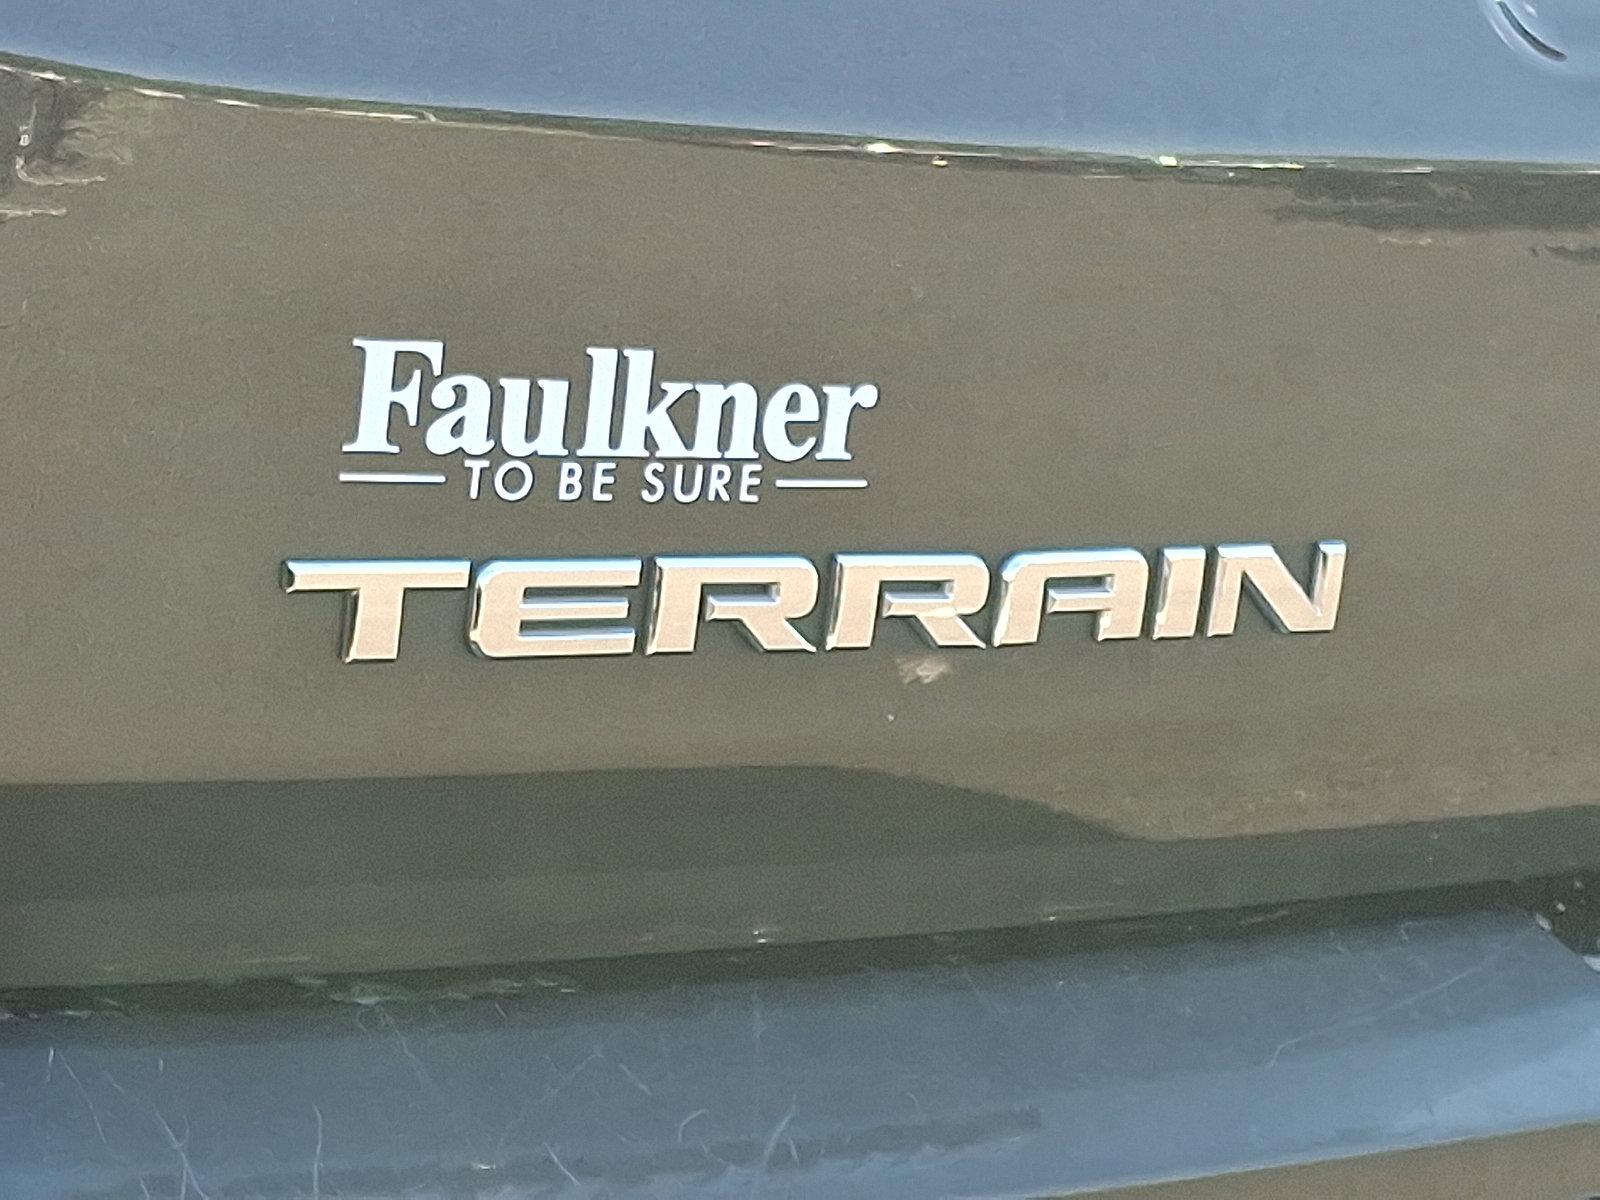 Faulkner
TO BE SURE
TERRAIN